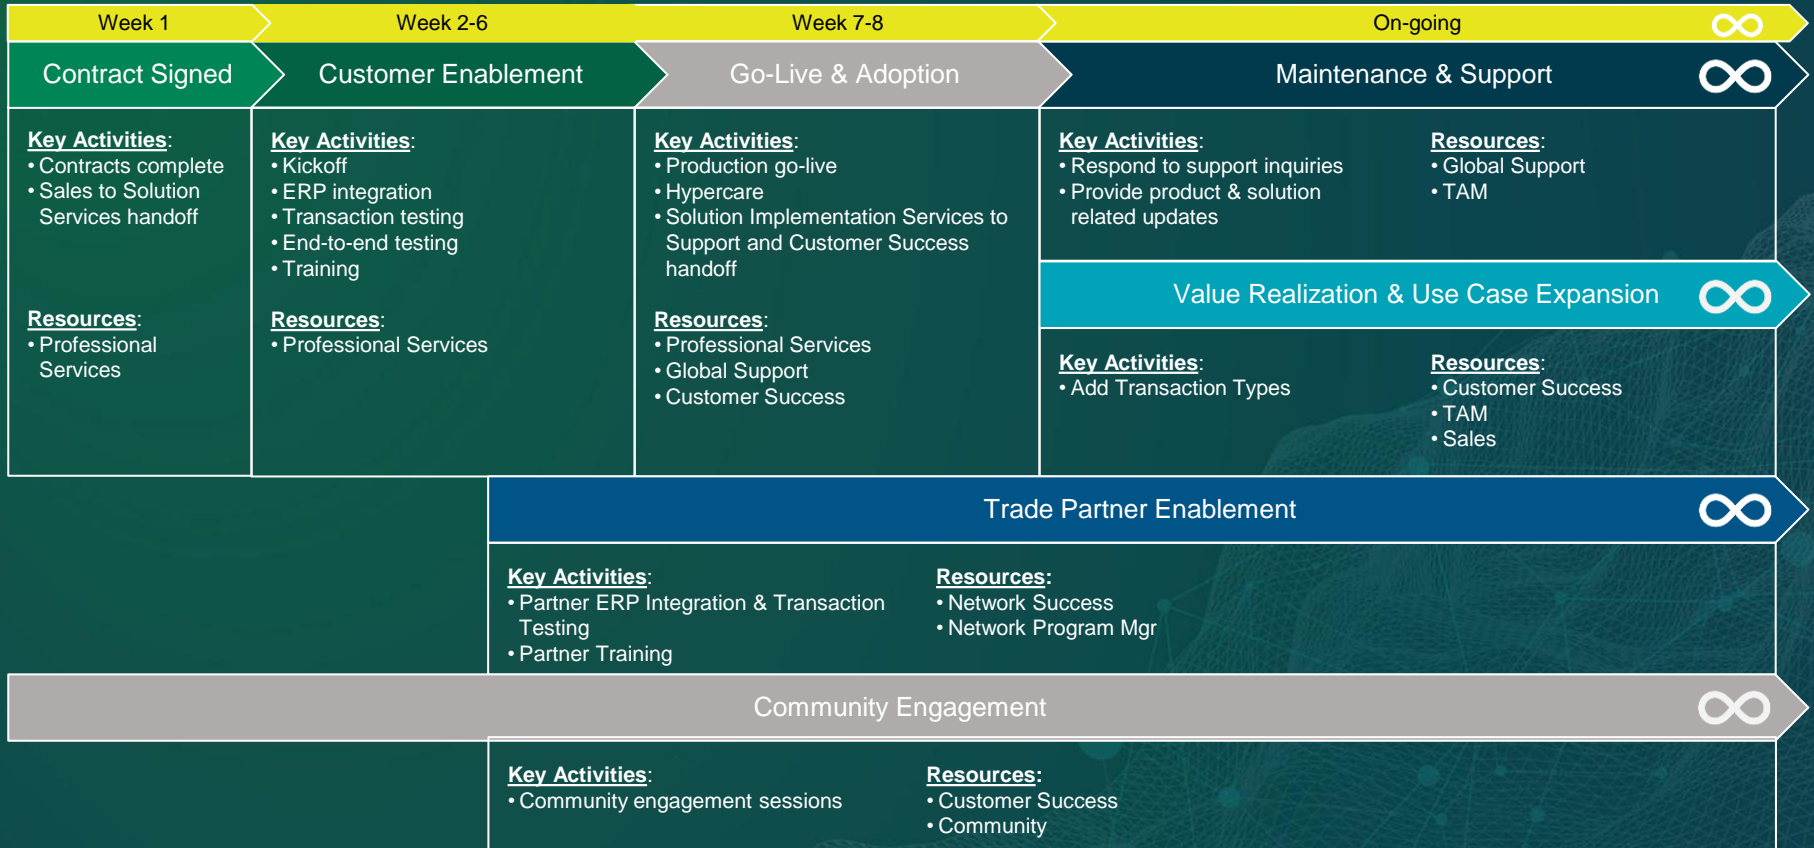 Week 1
Week 2-6
Week 7-8
On-going
Contract Signed
Customer Enablement
Go-Live & Adoption
Maintenance & Support
Key Activities:
• Contracts complete
• Sales to Solution
Services handoff
Resources:
• Professional
Services
Key Activities:
• Kickoff
• ERP integration
• Transaction testing
• End-to-end testing
• Training
Resources:
• Professional Services
Key Activities:
• Production go-live
• Hypercare
• Solution Implementation Services to
Support and Customer Success
handoff
Resources:
• Professional Services
• Global Support
• Customer Success
Key Activities:
• Respond to support inquiries
• Provide product & solution
related updates
Resources:
• Global Support
• TAM
Value Realization & Use Case Expansion
Key Activities:
• Add Transaction Types
Resources:
• Customer Success
• TAM
• Sales
Trade Partner Enablement
Key Activities:
• Partner ERP Integration & Transaction
Testing
• Partner Training
Resources:
• Network Success
• Network Program Mgr
Community Engagement
Key Activities:
• Community engagement sessions
Resources:
• Customer Success
• Community